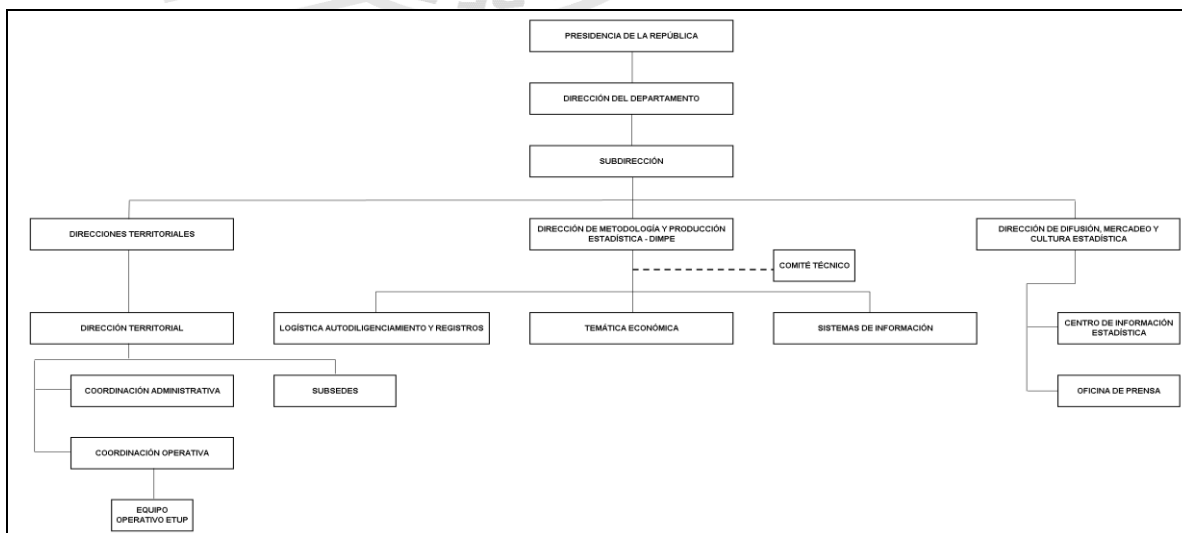 PRESIDENCIA DE LA REPÚBLICA
DIRECCIÓN DEL DEPARTAMENTO
SUBDIRECCIÓN
DIRECCIONES TERRITORIALES
DIRECCIÓN DE METODOLOGÍA Y PRODUCCIÓN
ESTADÍSTICA - DIMPE
DIRECCIÓN DE DIFUSIÓN, MERCADEO Y
CULTURA ESTADÍSTICA
COMITÉ TÉCNICO
DIRECCIÓN TERRITORIAL
LOGÍSTICA AUTODILIGENCIAMIENTO Y REGISTROS
TEMÁTICA ECONÓMICA
SISTEMAS DE INFORMACIÓN
CENTRO DE INFORMACIÓN
ESTADÍSTICA
COORDINACIÓN ADMINISTRATIVA
SUBSEDES
OFICINA DE PRENSA
COORDINACIÓN OPERATIVA
EQUIPO
OPERATIVO ETUP